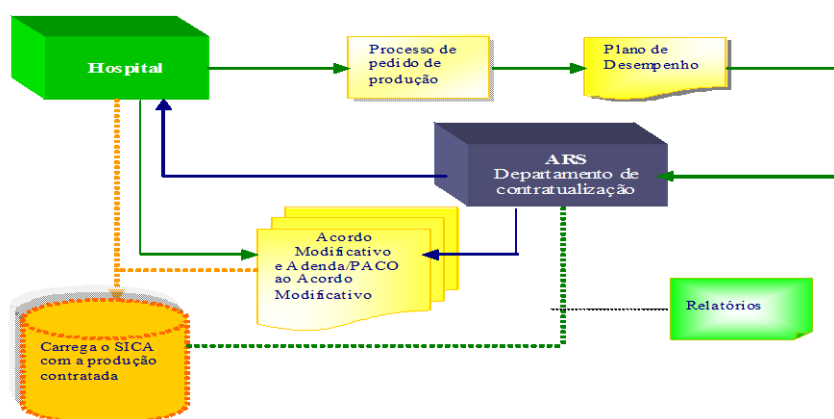 Hospital
Processo de
pedido de
produção
Plano de
Desempenho
ARS
Departamento de
contratualização
Acordo
Modificativo
e Adenda/PACO
ao Acordo
Modificativo
Relatórios
Carrega o SICA
com a produção
contratada